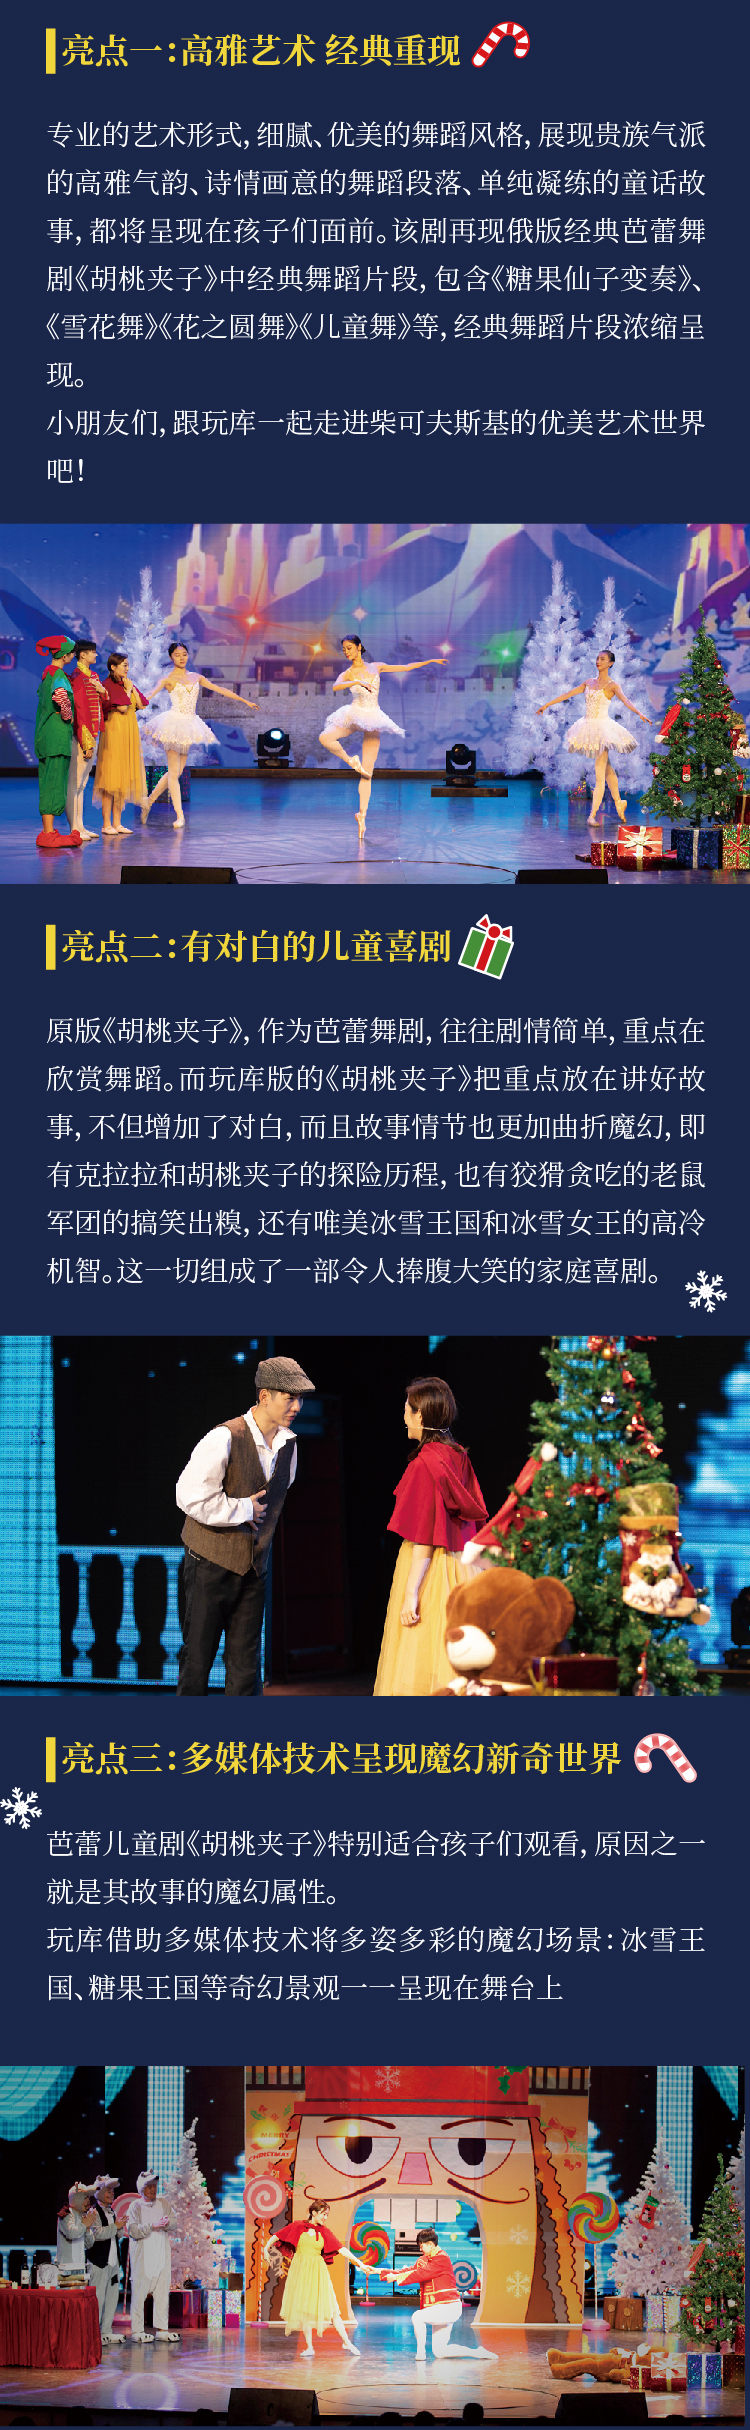 亮点一：高雅艺术 经典重现
专业的艺术形式，细腻、优美的舞蹈风格，展现贵族气派
的高雅气韵、诗情画意的舞蹈段落、单纯凝练的童话故
事，都将呈现在孩子们面前。该剧再现俄版经典芭蕾舞
剧《胡桃夹子》中经典舞蹈片段，包含《糖果仙子变奏》、
《雪花舞》《花之圆舞》《儿童舞》等，经典舞蹈片段浓缩呈
现。
小朋友们，跟玩库一起走进柴可夫斯基的优美艺术世界
吧！
亮点二：有对白的儿童喜剧
原版《胡桃夹子》，作为芭蕾舞剧，往往剧情简单，重点在
欣赏舞蹈。而玩库版的《胡桃夹子》把重点放在讲好故
事，不但增加了对白，而且故事情节也更加曲折魔幻，即
有克拉拉和胡桃夹子的探险历程，也有狡猾贪吃的老鼠
军团的搞笑出糗，还有唯美冰雪王国和冰雪女王的高冷
机智。这一切组成了一部令人捧腹大笑的家庭喜剧。
亮点三：多媒体技术呈现魔幻新奇世界
芭蕾儿童剧《胡桃夹子》特别适合孩子们观看，原因之一
就是其故事的魔幻属性。
玩库借助多媒体技术将多姿多彩的魔幻场景：冰雪王
国、糖果王国等奇幻景观一一呈现在舞台上
MERRY
CHRISTMAS